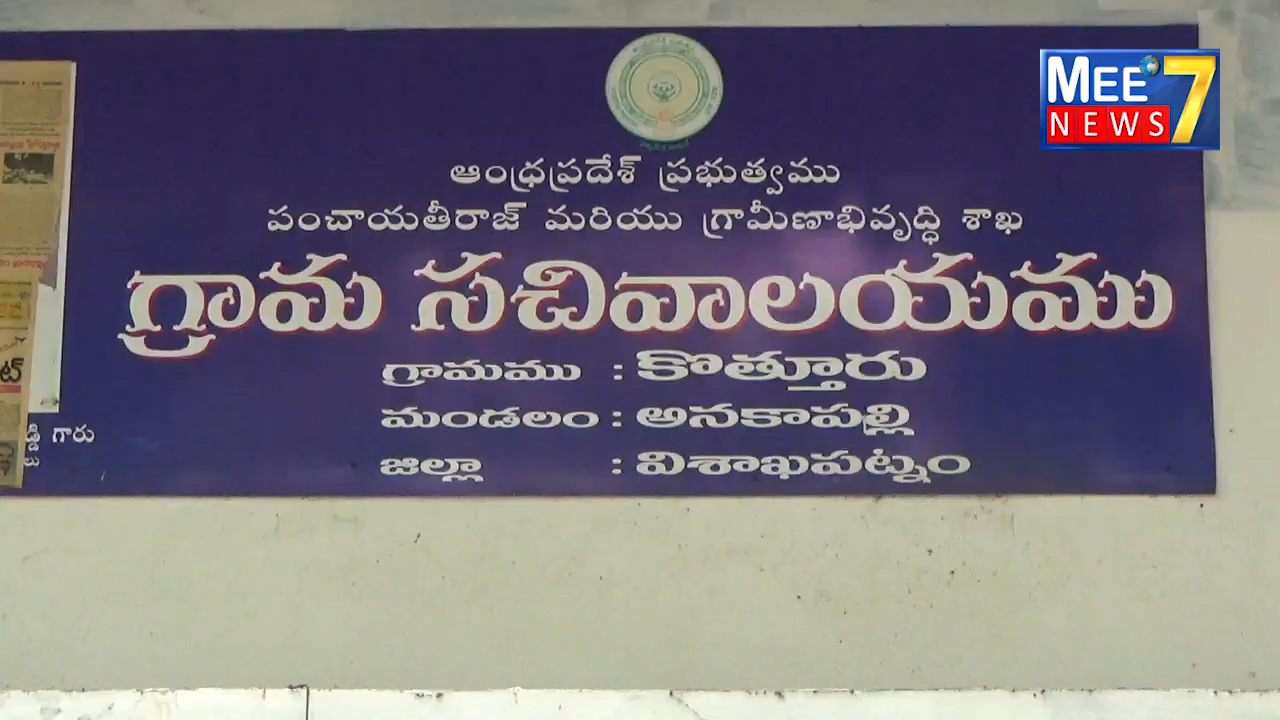 MEE 7
NEWS
ఆంధ్రప్రదేశ్ ప్రభుత్వము
పంచాయతీరాజ్ మరియు గ్రామీణాభివృద్ధి శాఖ
గ్రామ సచివాలయము
గ్రామము : కొత్తూరు
మండలం : అనకాపల్లి
జిల్లా : విశాఖపట్నం
గారు